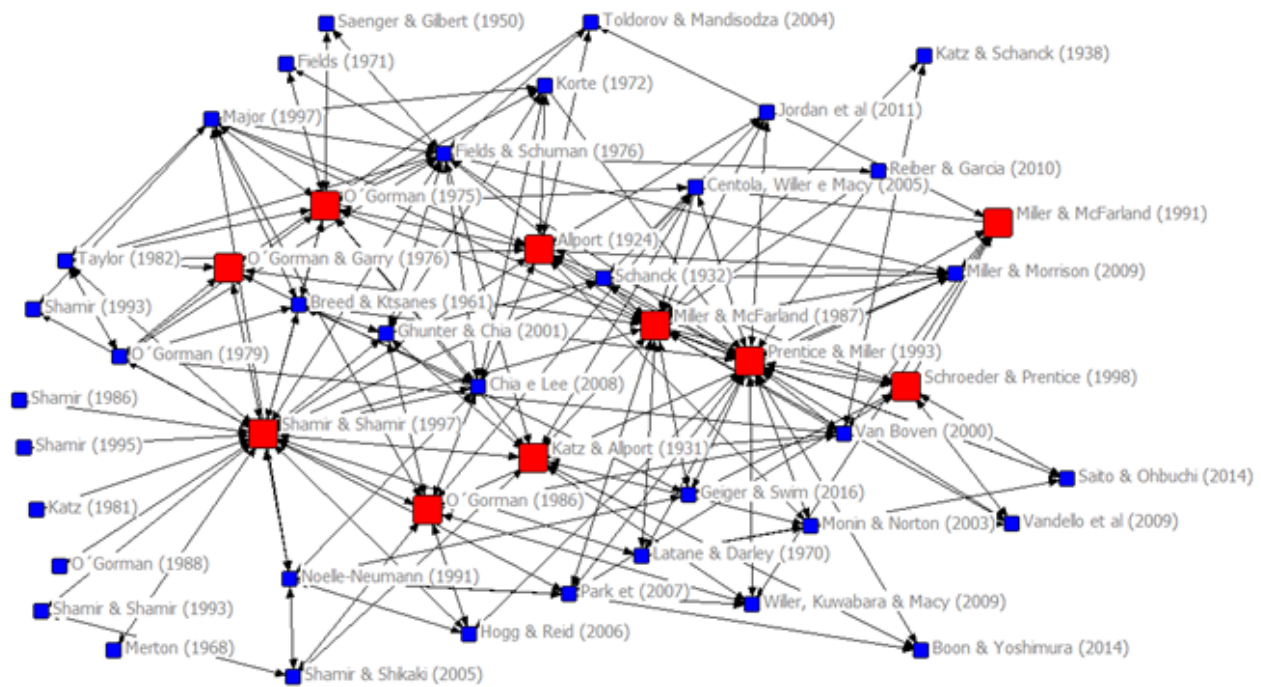 Saenger & Gilbert (1950)
Toldorov & Mandisodza (2004)
Katz & Schanck (1938)
Fields (1971)
Korte (1972)
Major (1997)
Jordan et al (2011)
Fields & Schuman (1976)
Reiber & Garcia (2010)
Centola, Willer e Macy (2005)
O´Gorman (1975)
Miller & McFarland (1991)
Allport (1924)
Taylor (1982)
O´Gorman & Garry (1976)
Schanck (1932)
Miller & Morrison (2009)
Shamir (1993)
Breed & Ktsanes (1961)
Miller & McFarland (1987)
Ghunter & Chia (2001)
O´Gorman (1979)
Prentice & Miller (1993)
Chia e Lee (2008)
Schroeder & Prentice (1998)
Shamir (1986)
Shamir & Shamir (1997)
Van Boven (2000)
Shamir (1995)
Katz & Allport (1931)
Saito & Ohbuchi (2014)
Geiger & Swim (2016)
O´Gorman (1986)
Katz (1981)
Monin & Norton (2003)
Vandello et al (2009)
Latane & Darley (1970)
O´Gorman (1988)
Noelle-Neumann (1991)
Park et (2007)
Willer, Kuwabara & Macy (2009)
Shamir & Shamir (1993)
Hogg & Reid (2006)
Merton (1968)
Boon & Yoshimura (2014)
Shamir & Shikaki (2005)